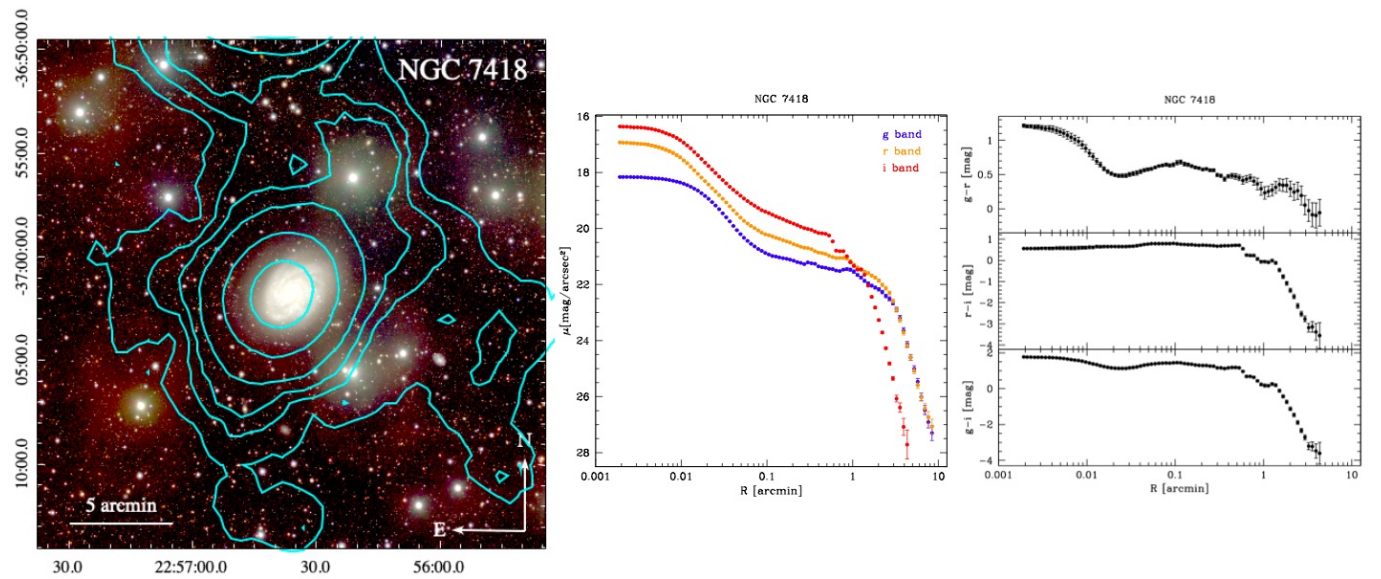 NGC 7418
-36:50:00.0
55:00.0
-37:00:00.0
05:00.0
10:00.0
5 arcmin
N
E
30.0 22:57:00.0 30.0 56:00.0
NGC 7418
g band
r band
i band
16
18
20
22
24
26
28
μ[mag/arcsec²]
0.001 0.01 0.1 1 10
R [arcmin]
NGC 7418
1
0.5
0
g-r [mag]
1
0
-1
-2
-3
-4
r-i [mag]
2
0
-2
-4
g-i [mag]
0.001 0.01 0.1 1 10
R [arcmin]